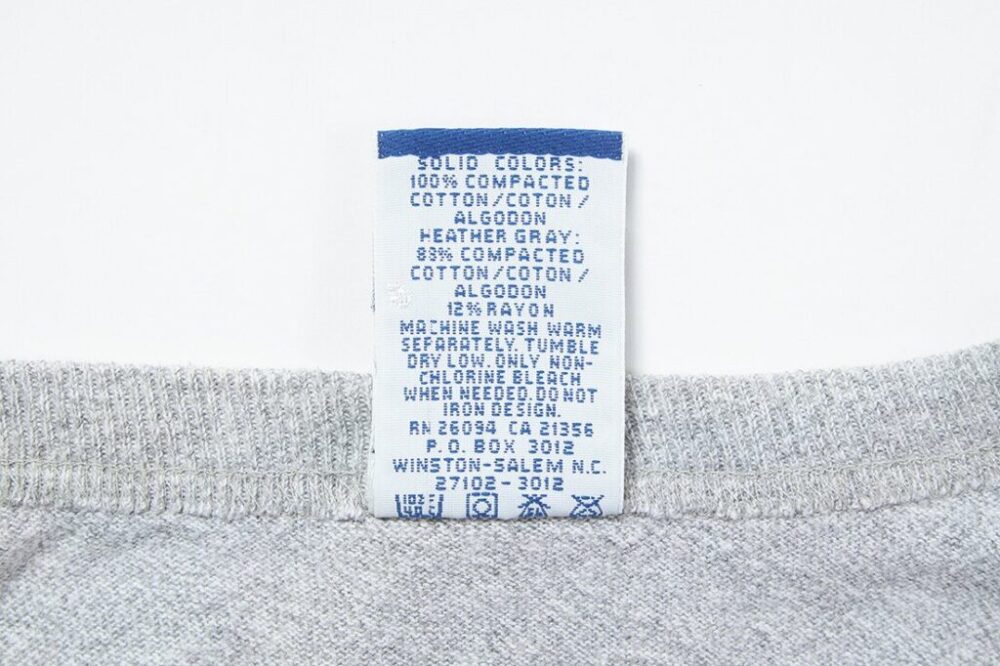 SOLID COLORS:
100% COMPACTED
COTTON/COTON/
ALGODON
HEATHER GRAY:
88% COMPACTED
COTTON/COTON/
ALGODON
12% RAYON
MACHINE WASH WARM
SEPARATELY. TUMBLE
DRY LOW. ONLY NON-
CHLORINE BLEACH
WHEN NEEDED. DO NOT
IRON DESIGN.
RN 26094 CA 21356
P.O. BOX 3012
WINSTON-SALEM N.C.
27102-3012